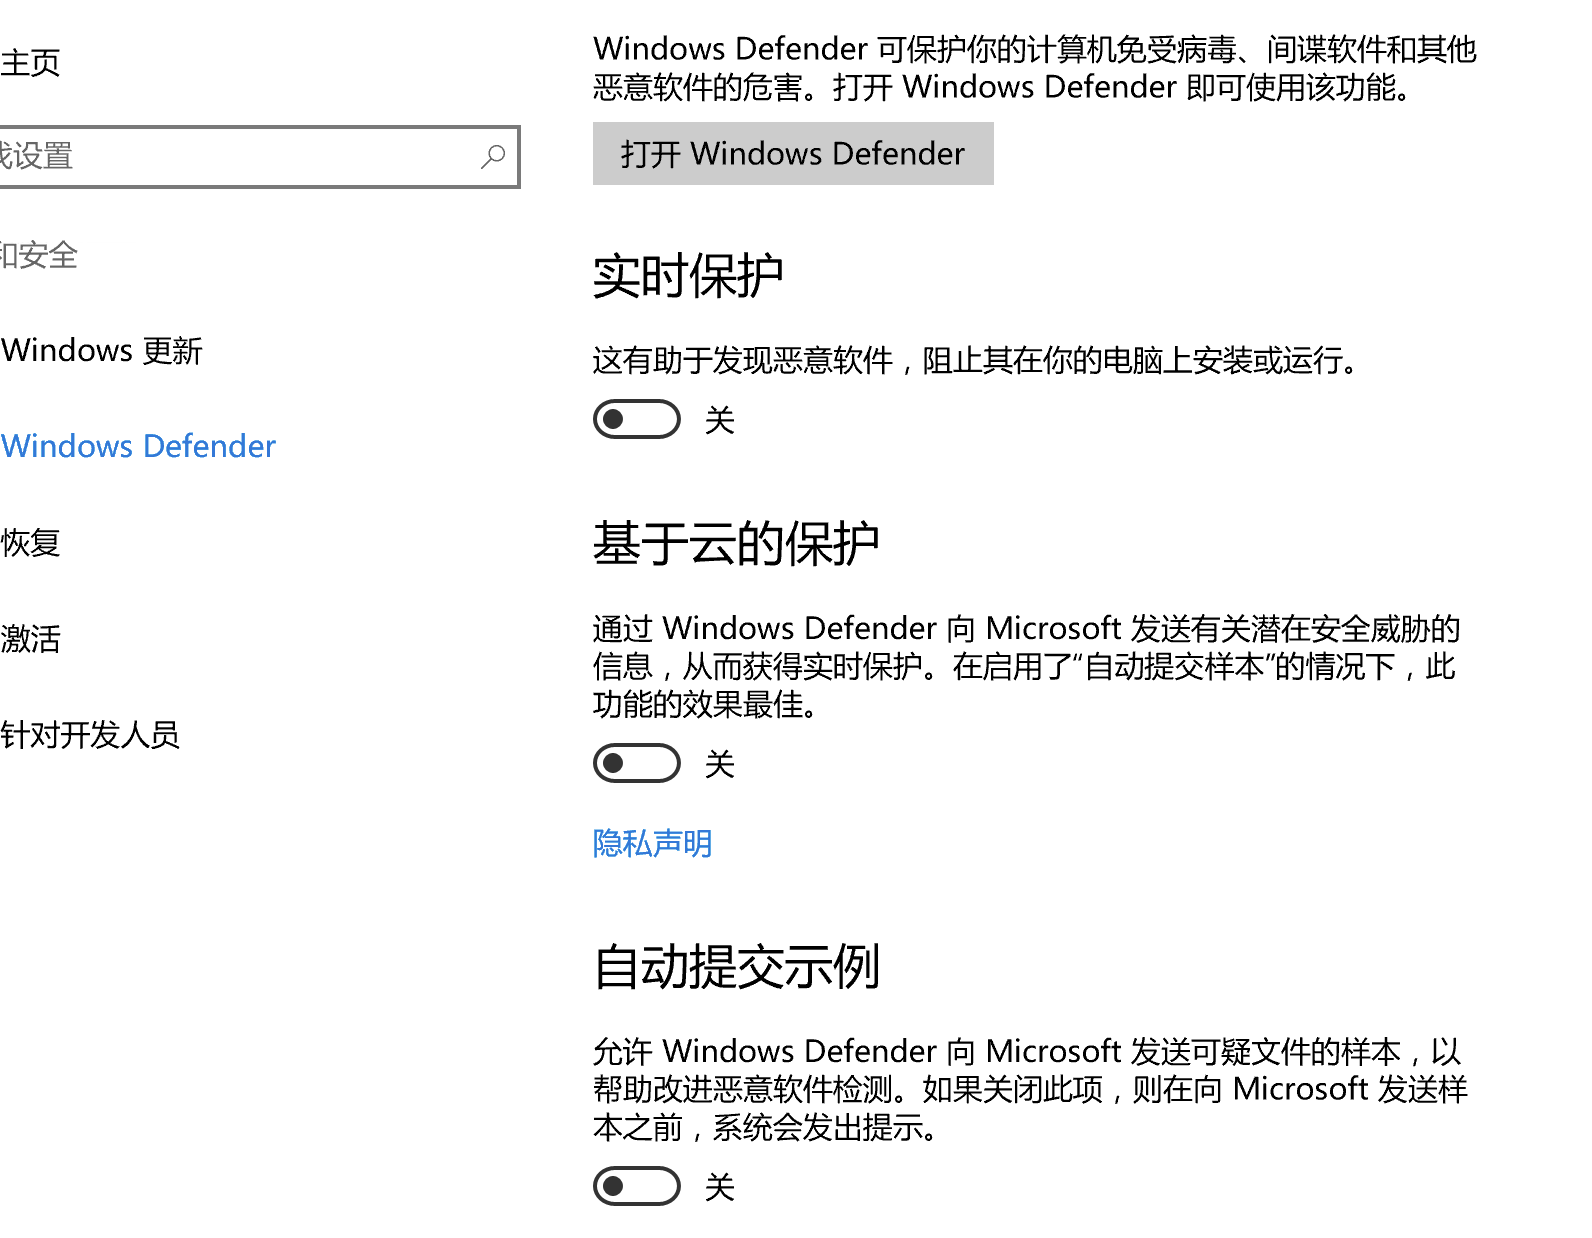 主页
找设置
和安全
Windows 更新
Windows Defender
恢复
激活
针对开发人员
Windows Defender 可保护你的计算机免受病毒、间谍软件和其他
恶意软件的危害。打开 Windows Defender 即可使用该功能。
打开 Windows Defender
实时保护
这有助于发现恶意软件，阻止其在你的电脑上安装或运行。
关
基于云的保护
通过 Windows Defender 向 Microsoft 发送有关潜在安全威胁的
信息，从而获得实时保护。在启用了“自动提交样本”的情况下，此
功能的效果最佳。
关
隐私声明
自动提交示例
允许 Windows Defender 向 Microsoft 发送可疑文件的样本，以
帮助改进恶意软件检测。如果关闭此项，则在向 Microsoft 发送样
本之前，系统会发出提示。
关